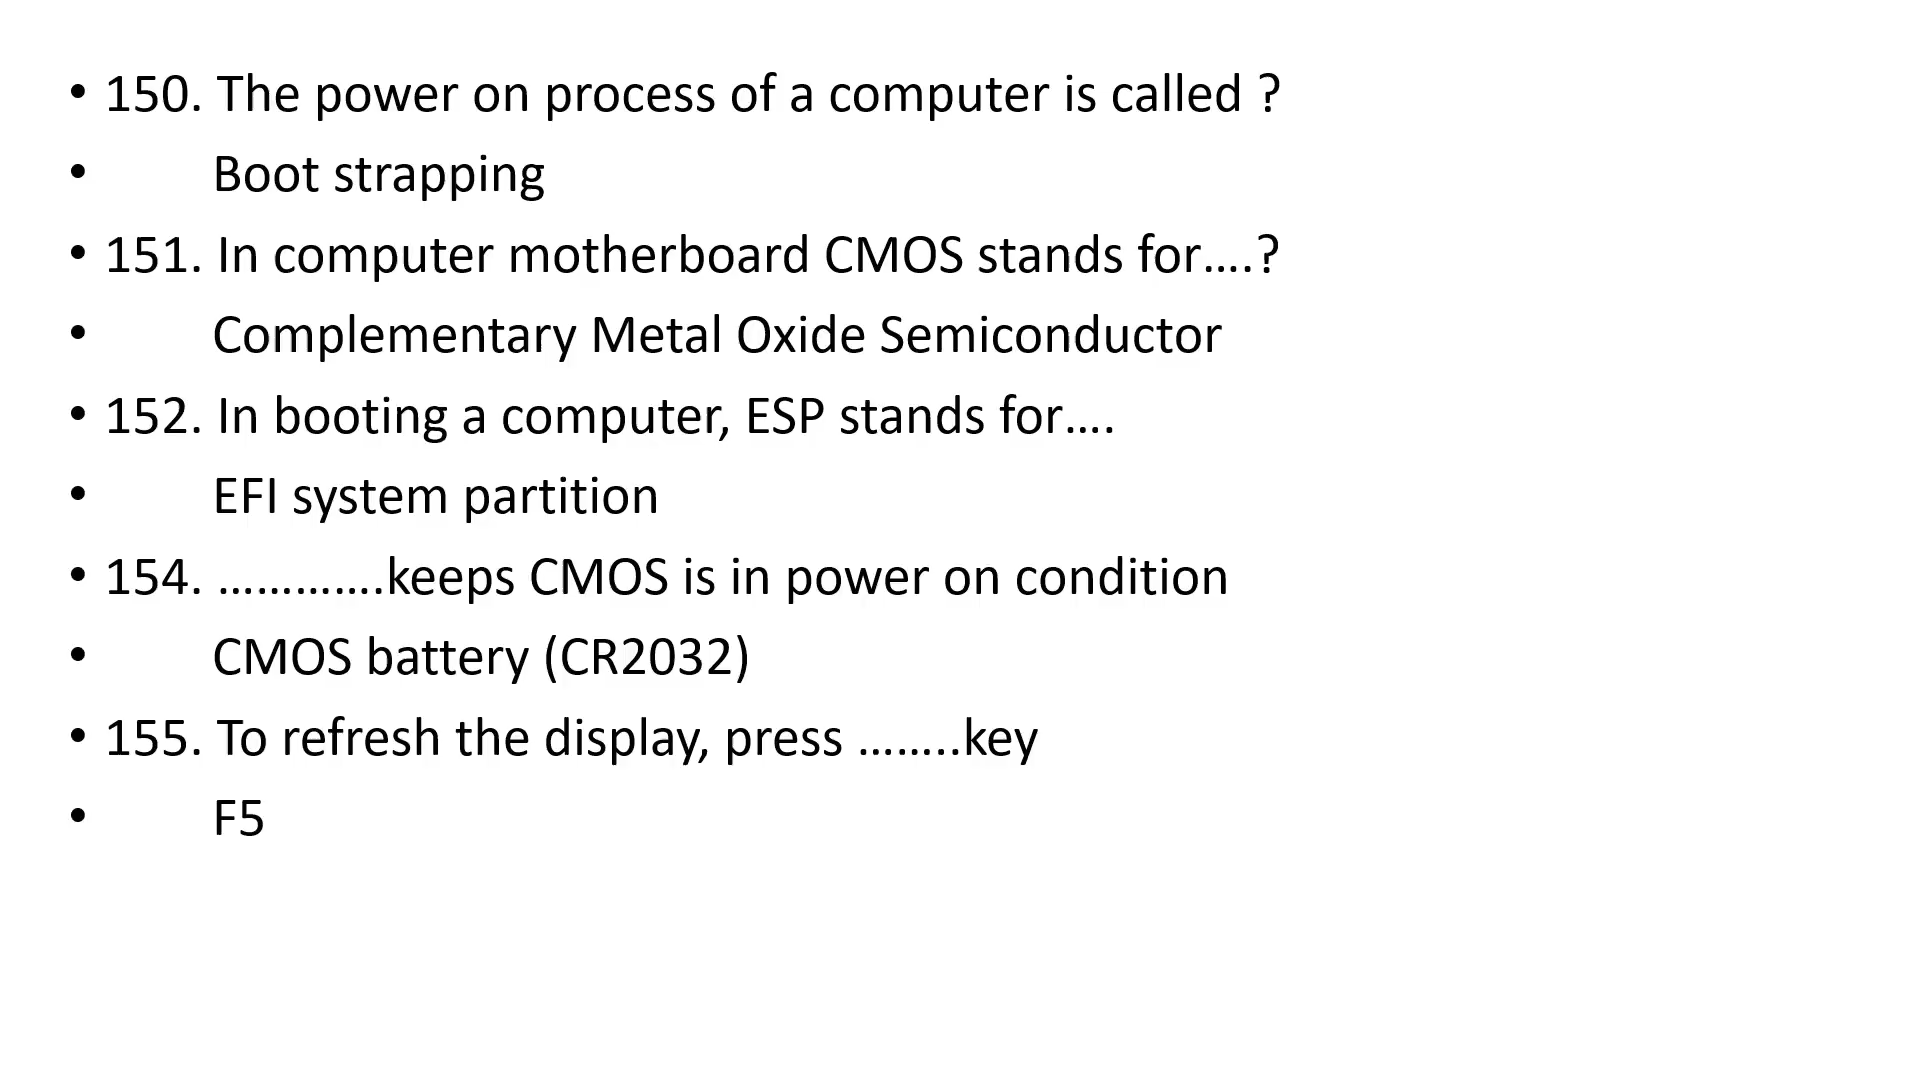 • 150. The power on process of a computer is called ?
• Boot strapping
• 151. In computer motherboard CMOS stands for….?
• Complementary Metal Oxide Semiconductor
• 152. In booting a computer, ESP stands for….
• EFI system partition
• 154. ………….keeps CMOS is in power on condition
• CMOS battery (CR2032)
• 155. To refresh the display, press ……..key
• F5